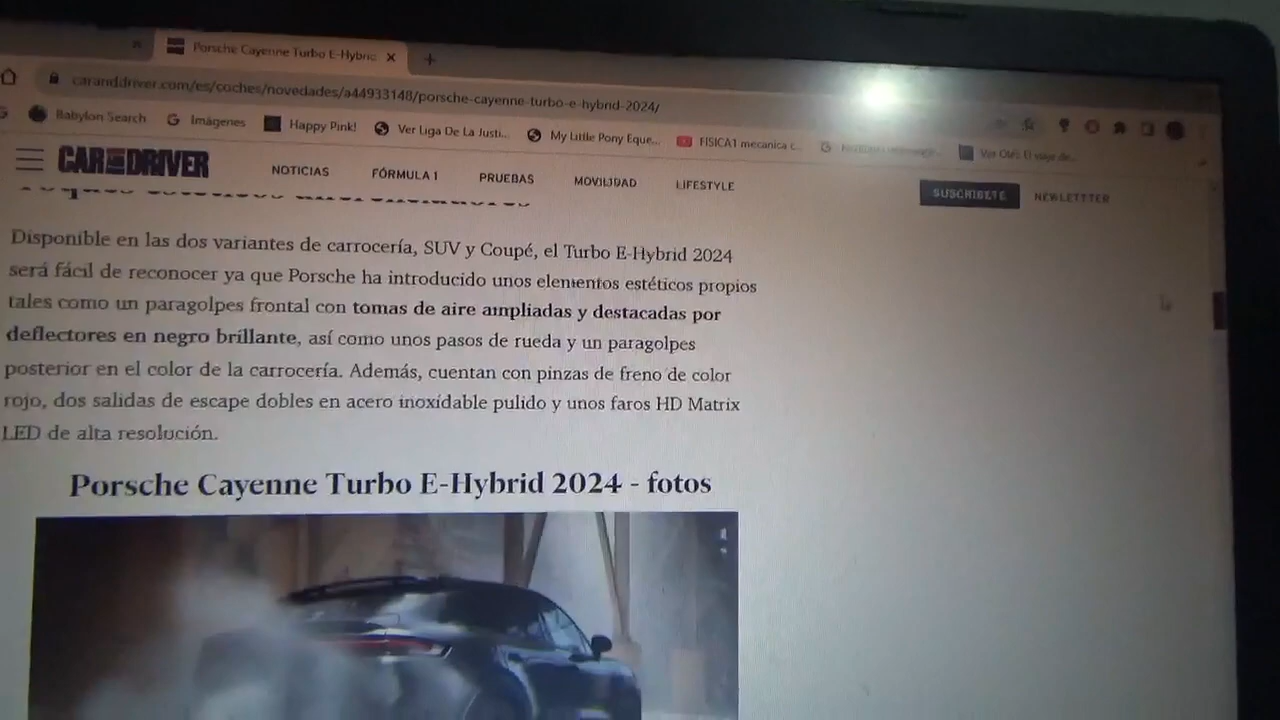 Porsche Cayenne Turbo E-Hybric
caranddriver.com/es/coches/novedades/a44933148/porsche-cayenne-turbo-e-hybrid-2024/
Babylon Search
Imágenes
Happy Pink!
Ver Liga De La Justi...
My Little Pony Eque...
FISICA1 mecanica c...
CAR AND DRIVER
NOTICIAS
FÓRMULA 1
PRUEBAS
MOVILIDAD
LIFESTYLE
SUSCRÍBETE
NEWLETTTER
Disponible en las dos variantes de carrocería, SUV y Coupé, el Turbo E-Hybrid 2024
será fácil de reconocer ya que Porsche ha introducido unos elementos estéticos propios
tales como un paragolpes frontal con tomas de aire ampliadas y destacadas por
deflectores en negro brillante, así como unos pasos de rueda y un paragolpes
posterior en el color de la carrocería. Además, cuentan con pinzas de freno de color
rojo, dos salidas de escape dobles en acero inoxidable pulido y unos faros HD Matrix
LED de alta resolución.
Porsche Cayenne Turbo E-Hybrid 2024 - fotos